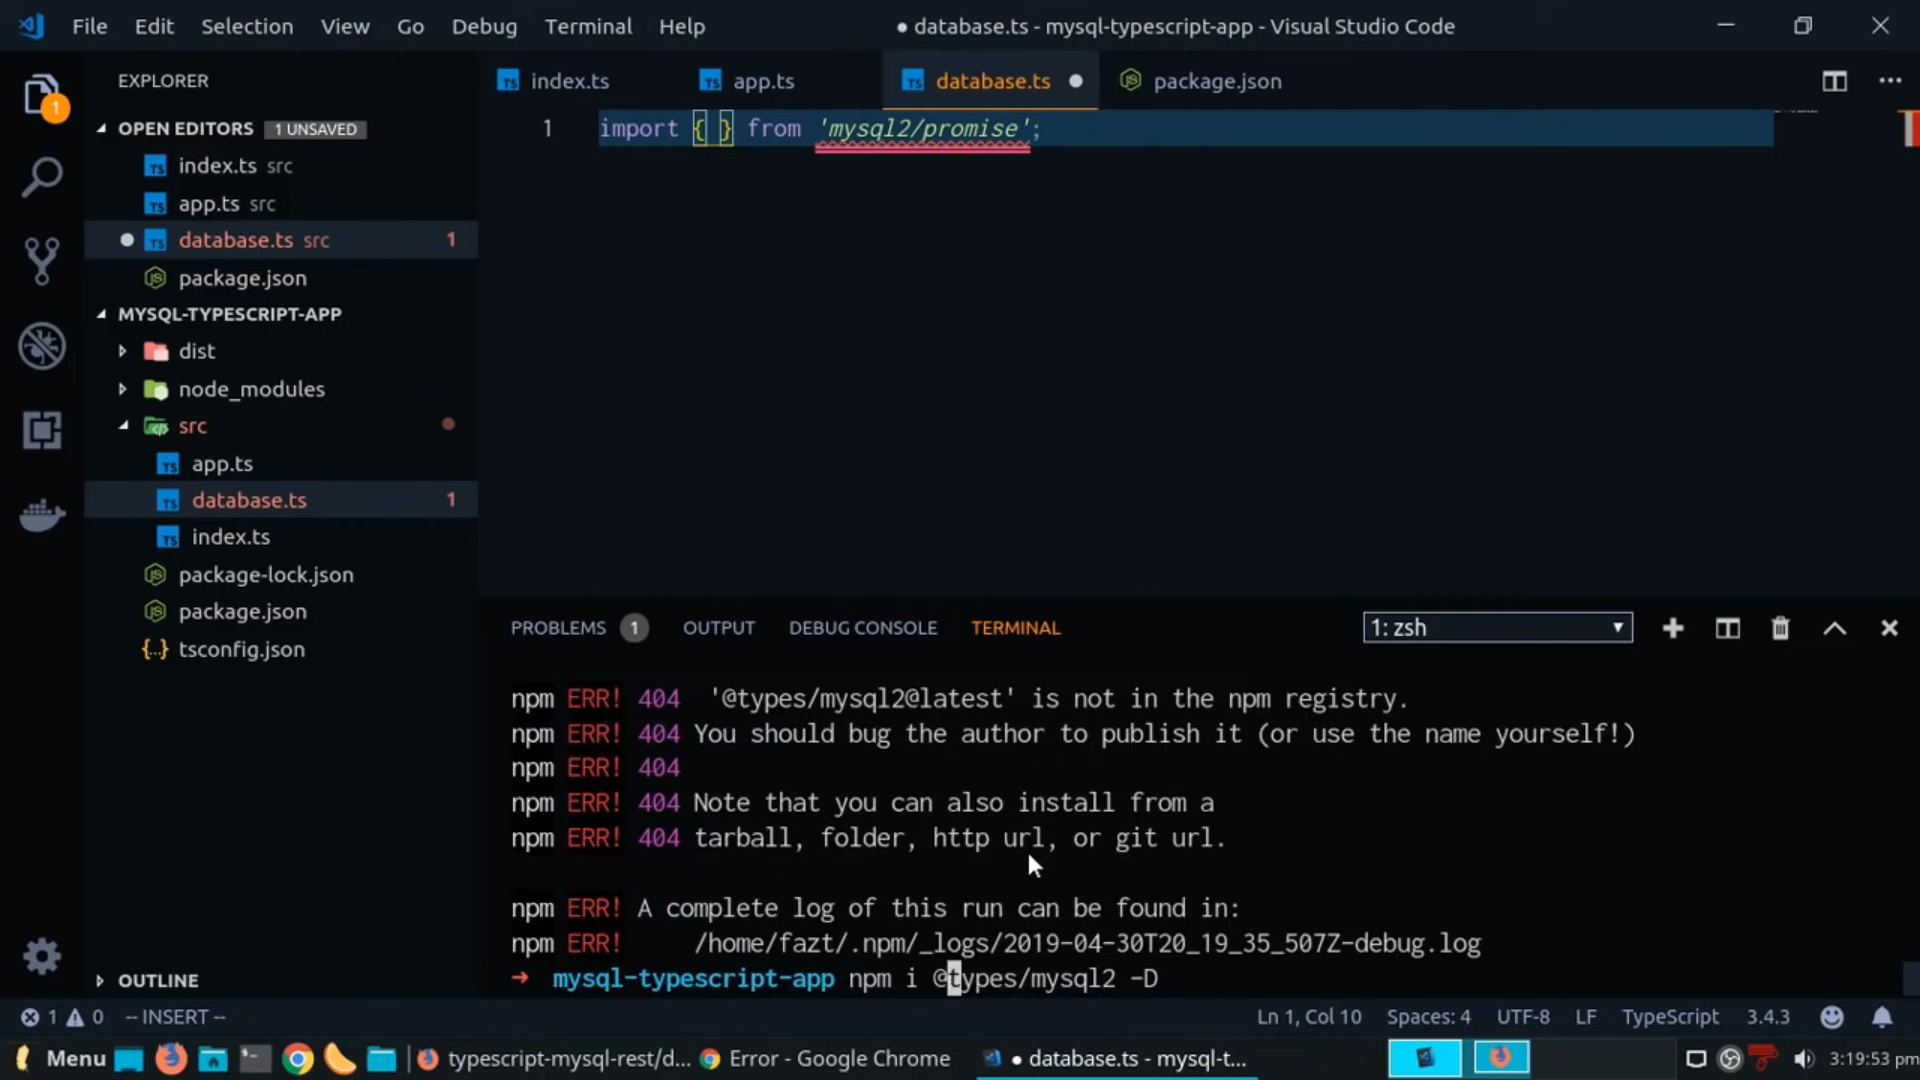 File Edit Selection View Go Debug Terminal Help
● database.ts - mysql-typescript-app - Visual Studio Code
1
EXPLORER
OPEN EDITORS 1 UNSAVED
index.ts src
app.ts src
database.ts src 1
package.json
MYSQL-TYPESCRIPT-APP
dist
node_modules
src
app.ts
database.ts 1
index.ts
package-lock.json
package.json
{..} tsconfig.json
OUTLINE
index.ts app.ts database.ts package.json
1 import { } from 'mysql2/promise';
PROBLEMS 1 OUTPUT DEBUG CONSOLE TERMINAL 1: zsh
npm ERR! 404  '@types/mysql2@latest' is not in the npm registry.
npm ERR! 404 You should bug the author to publish it (or use the name yourself!)
npm ERR! 404
npm ERR! 404 Note that you can also install from a
npm ERR! 404 tarball, folder, http url, or git url.
npm ERR! A complete log of this run can be found in:
npm ERR!     /home/fazt/.npm/_logs/2019-04-30T20_19_35_507Z-debug.log
➜  mysql-typescript-app npm i @types/mysql2 -D
1 0 -- INSERT -- Ln 1, Col 10 Spaces: 4 UTF-8 LF TypeScript 3.4.3
Menu typescript-mysql-rest/d... Error - Google Chrome ● database.ts - mysql-t... 3:19:53 pm